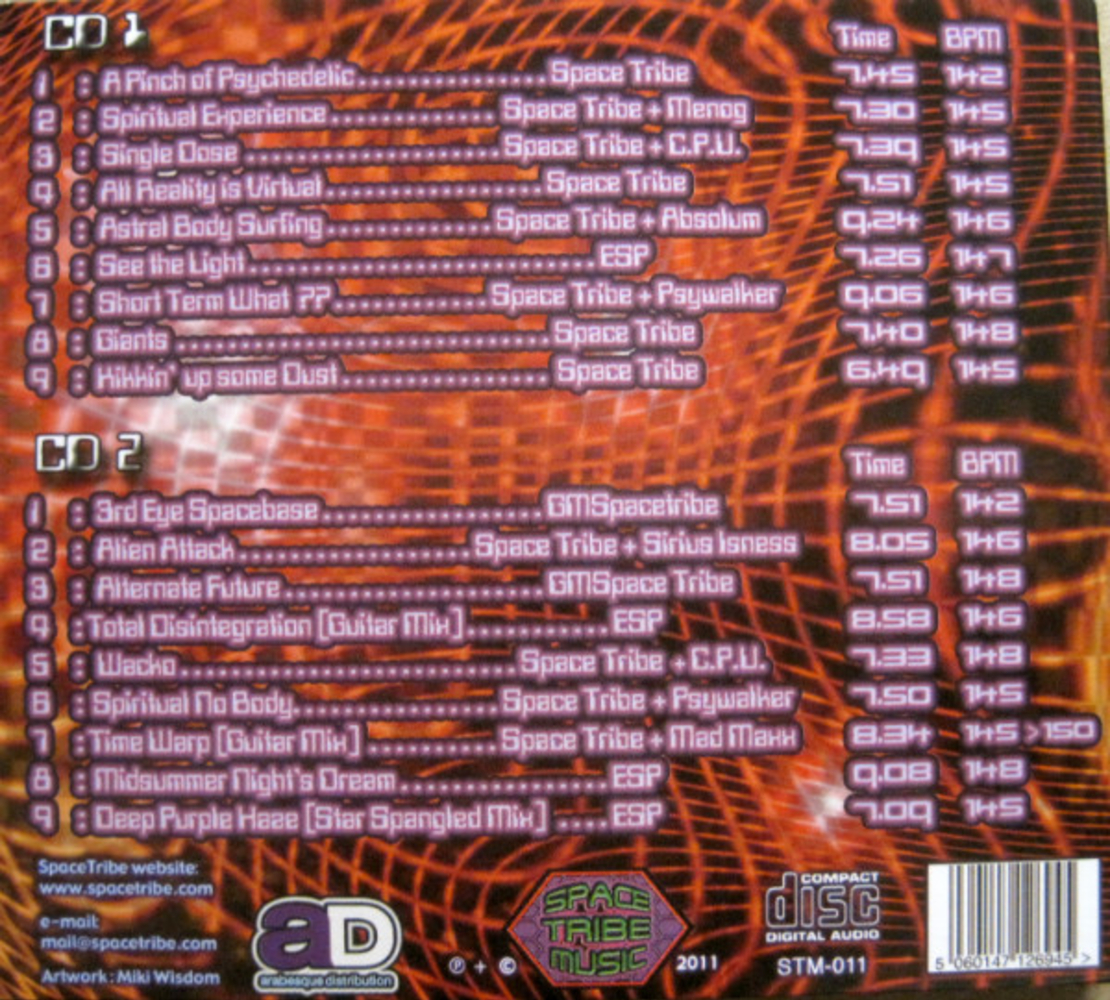 CD 1 Time BPM
1 : A Pinch of Psychedelic............................Space Tribe 7.45 142
2 : Spiritual Experience........................Space Tribe + Menog 7.30 145
3 : Single Dose.....................................Space Tribe + C.P.U. 7.39 145
4 : All Reality is Virtual................................Space Tribe 7.51 145
5 : Astral Body Surfing.......................Space Tribe + Absolum 9.24 146
6 : See the Light..................................................ESP 7.26 147
7 : Short Term What ??......................Space Tribe + Psywalker 9.06 146
8 : Giants.....................................................Space Tribe 7.40 148
9 : Kikkin' up some Dust..............................Space Tribe 6.49 145
CD 2 Time BPM
1 : 3rd Eye Spacebase................................GMSpacetribe 7.51 142
2 : Alien Attack.................................Space Tribe + Sirius Isness 8.05 146
3 : Alternate Future.....................................GMSpace Tribe 7.51 148
4 : Total Disintegration [Guitar Mix]....................ESP 8.58 146
5 : Wacko................................................Space Tribe + C.P.U. 7.33 148
6 : Spiritual No Body.............................Space Tribe + Psywalker 7.50 145
7 : Time Warp [Guitar Mix]...................Space Tribe + Mad Maxx 8.34 145 >150
8 : Midsummer Night's Dream..............................ESP 9.08 148
9 : Deep Purple Haze [Star Spangled Mix] ....ESP 7.09 145
SpaceTribe website:
www.spacetribe.com
e-mail:
mail@spacetribe.com
Artwork : Miki Wisdom
aD
arabesque distribution
℗ + ©
SPACE
TRIBE
MUSIC
2011
COMPACT
disc
DIGITAL AUDIO
STM-011
5 060147 126945 >